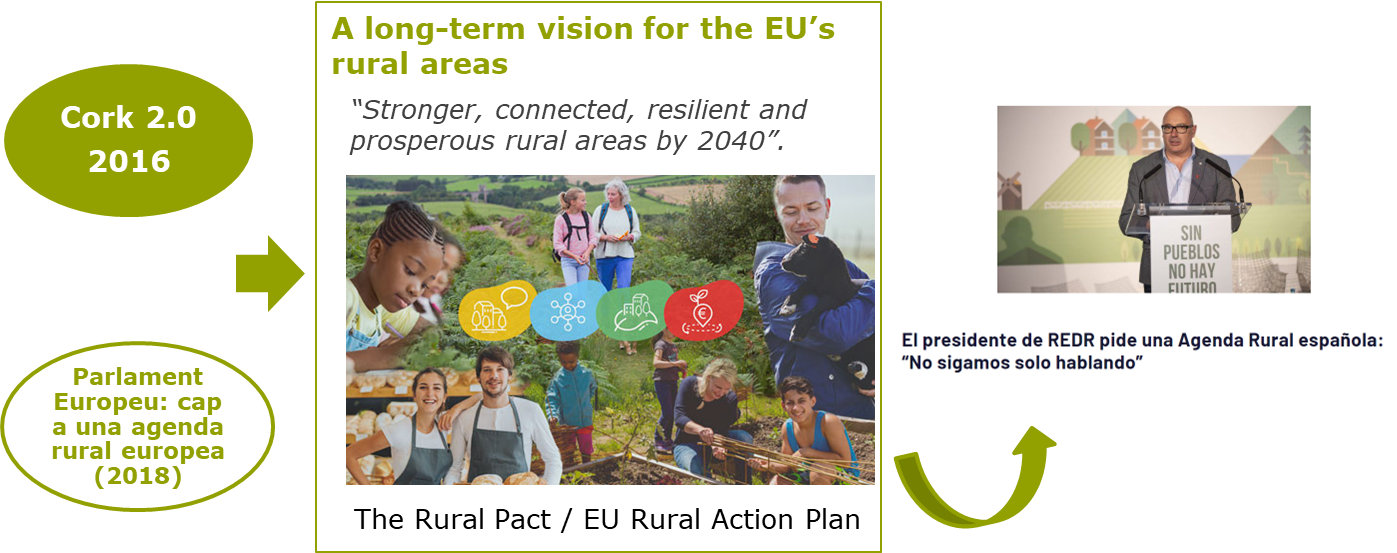 Cork 2.0
2016
Parlament
Europeu: cap
a una agenda
rural europea
(2018)
A long-term vision for the EU’s
rural areas
“Stronger, connected, resilient and
prosperous rural areas by 2040”.
€
The Rural Pact / EU Rural Action Plan
SIN
PUEBLOS
NO HAY
FUTURO
El presidente de REDR pide una Agenda Rural española:
“No sigamos solo hablando”